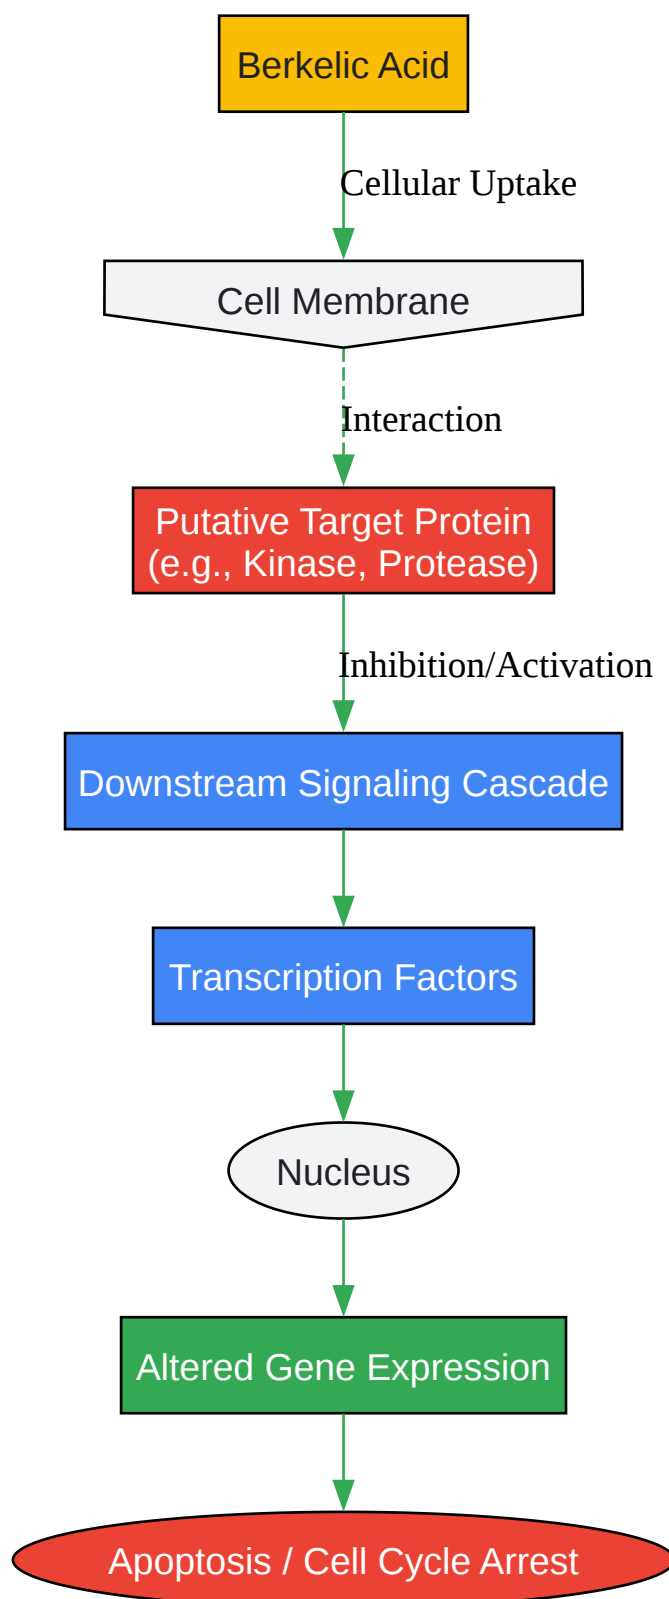 Berkelic Acid
Cellular Uptake
Cell Membrane
Interaction
Putative Target Protein
(e.g., Kinase, Protease)
Inhibition/Activation
Downstream Signaling Cascade
Transcription Factors
Nucleus
Altered Gene Expression
Apoptosis / Cell Cycle Arrest